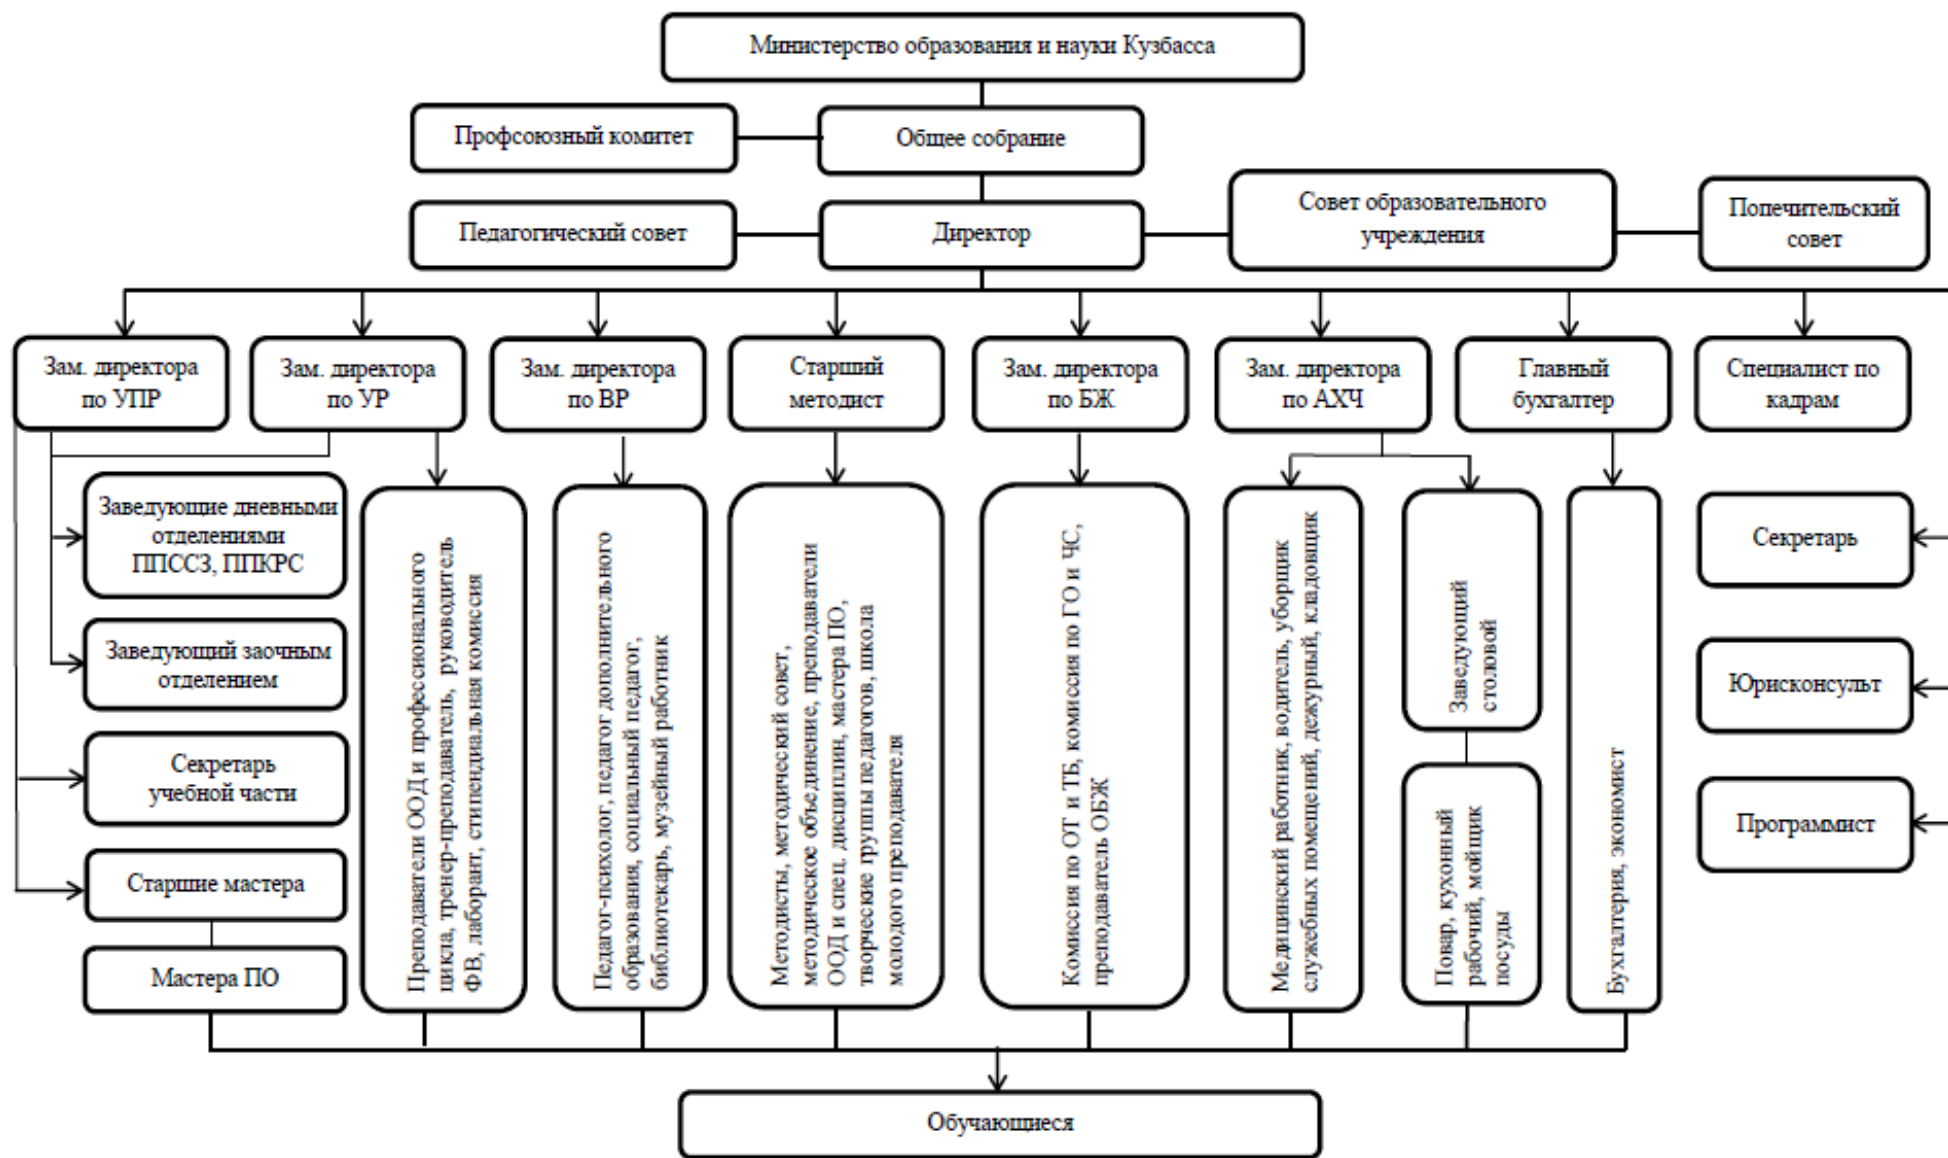 Министерство образования и науки Кузбасса
Профсоюзный комитет
Общее собрание
Педагогический совет
Директор
Совет образовательного
учреждения
Попечительский
совет
Зам. директора
по УПР
Зам. директора
по УР
Зам. директора
по ВР
Старший
методист
Зам. директора
по БЖ
Зам. директора
по АХЧ
Главный
бухгалтер
Специалист по
кадрам
Заведующие дневными
отделениями
ППССЗ, ППКРС
Заведующий заочным
отделением
Секретарь
учебной части
Старшие мастера
Мастера ПО
Преподаватели ООД и профессионального
цикла, тренер-преподаватель, руководитель
ФВ, лаборант, стипендиальная комиссия
Педагог-психолог, педагог дополнительного
образования, социальный педагог,
библиотекарь, музейный работник
Методисты, методический совет,
методическое объединение, преподаватели
ООД и спец. дисциплин, мастера ПО,
творческие группы педагогов, школа
молодого преподавателя
Комиссия по ОТ и ТБ, комиссия по ГО и ЧС,
преподаватель ОБЖ
Медицинский работник, водитель, уборщик
служебных помещений, дежурный, кладовщик
Заведующий
столовой
Повар, кухонный
рабочий, мойщик
посуды
Бухгалтерия, экономист
Секретарь
Юрисконсульт
Программист
Обучающиеся